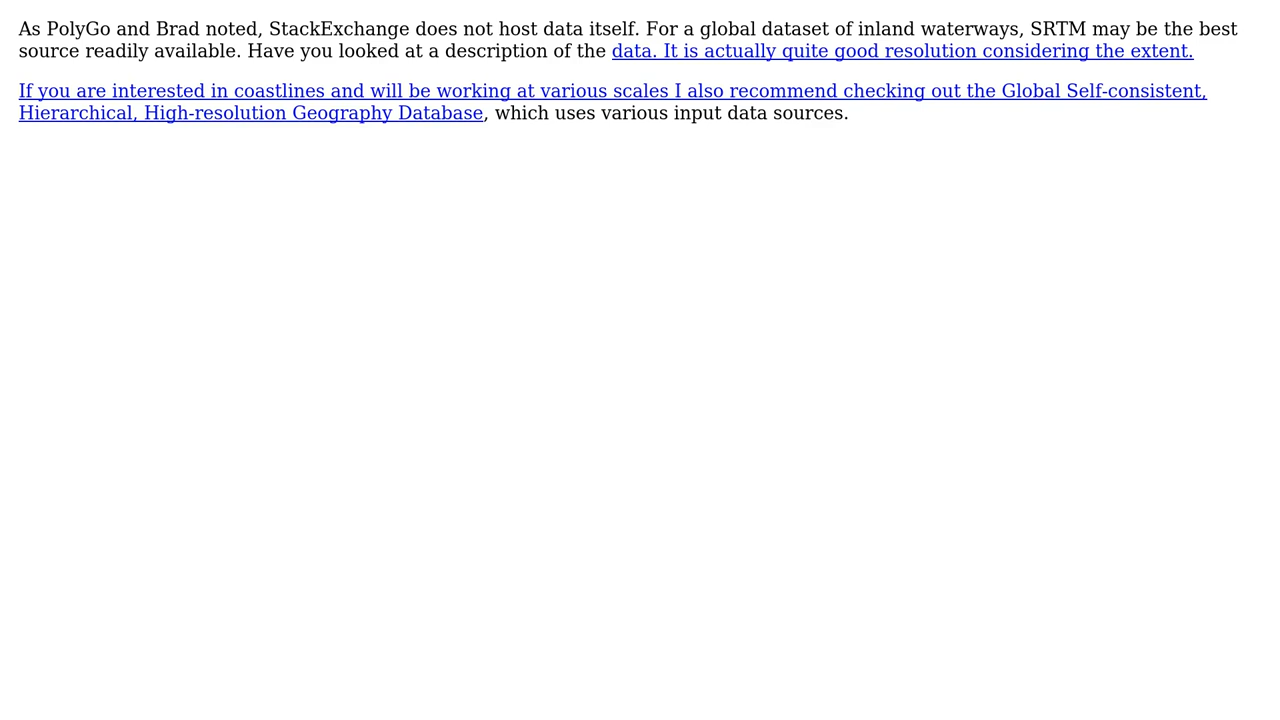 As PolyGo and Brad noted, StackExchange does not host data itself. For a global dataset of inland waterways, SRTM may be the best
source readily available. Have you looked at a description of the data. It is actually quite good resolution considering the extent.
If you are interested in coastlines and will be working at various scales I also recommend checking out the Global Self-consistent,
Hierarchical, High-resolution Geography Database, which uses various input data sources.